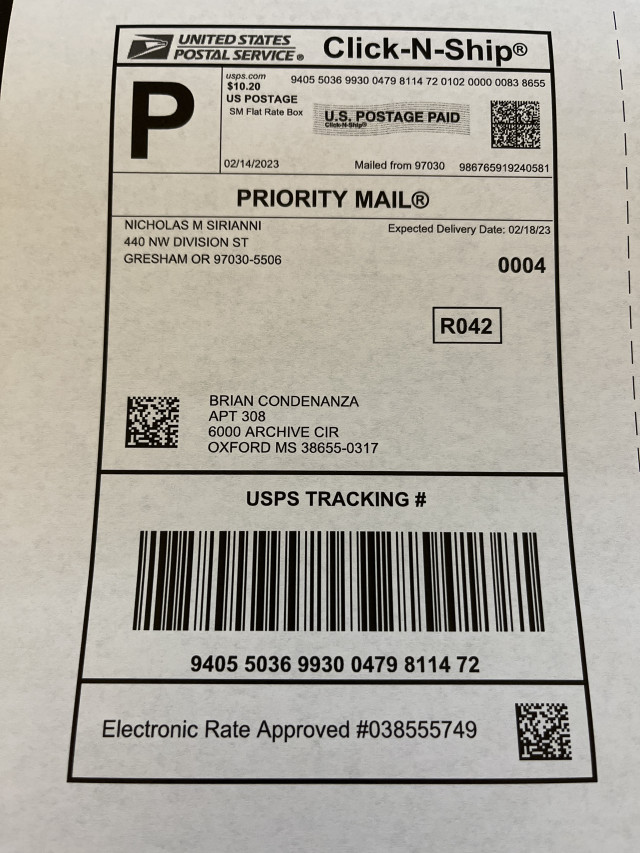 UNITED STATES
POSTAL SERVICE®
Click-N-Ship®
P
usps.com
$10.20
US POSTAGE
SM Flat Rate Box
9405 5036 9930 0479 8114 72 0102 0000 0083 8655
U.S. POSTAGE PAID
Click-N-Ship®
02/14/2023
Mailed from 97030
986765919240581
PRIORITY MAIL®
NICHOLAS M SIRIANNI
440 NW DIVISION ST
GRESHAM OR 97030-5506
Expected Delivery Date: 02/18/23
0004
R042
BRIAN CONDENANZA
APT 308
6000 ARCHIVE CIR
OXFORD MS 38655-0317
USPS TRACKING #
9405 5036 9930 0479 8114 72
Electronic Rate Approved #038555749